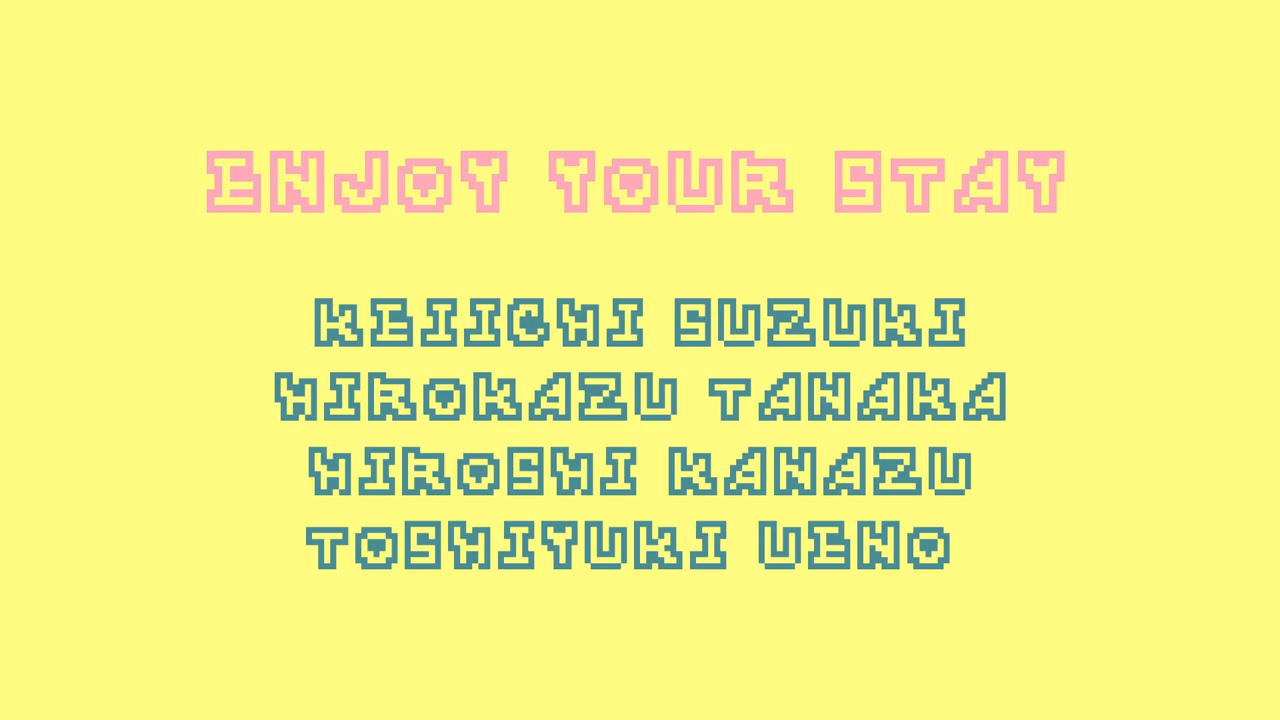 ENJOY YOUR STAY
KEIICHI SUZUKI
HIROKAZU TANAKA
HIROSHI KANAZU
TOSHIYUKI UENO